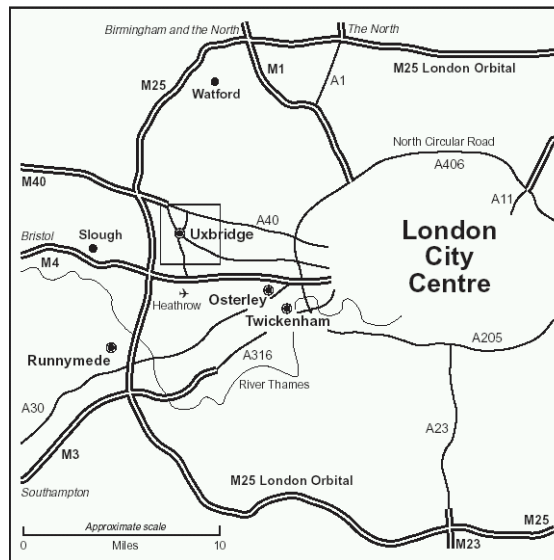 Birmingham and the North
The North
M25
M1
M25 London Orbital
Watford
A1
North Circular Road
A406
M40
A11
A40
Uxbridge
London
City
Centre
Bristol
Slough
M4
Heathrow
Osterley
Twickenham
Runnymede
A316
A205
River Thames
A30
A23
M3
M25 London Orbital
Southampton
Approximate scale
0
10
Miles
M23
M25